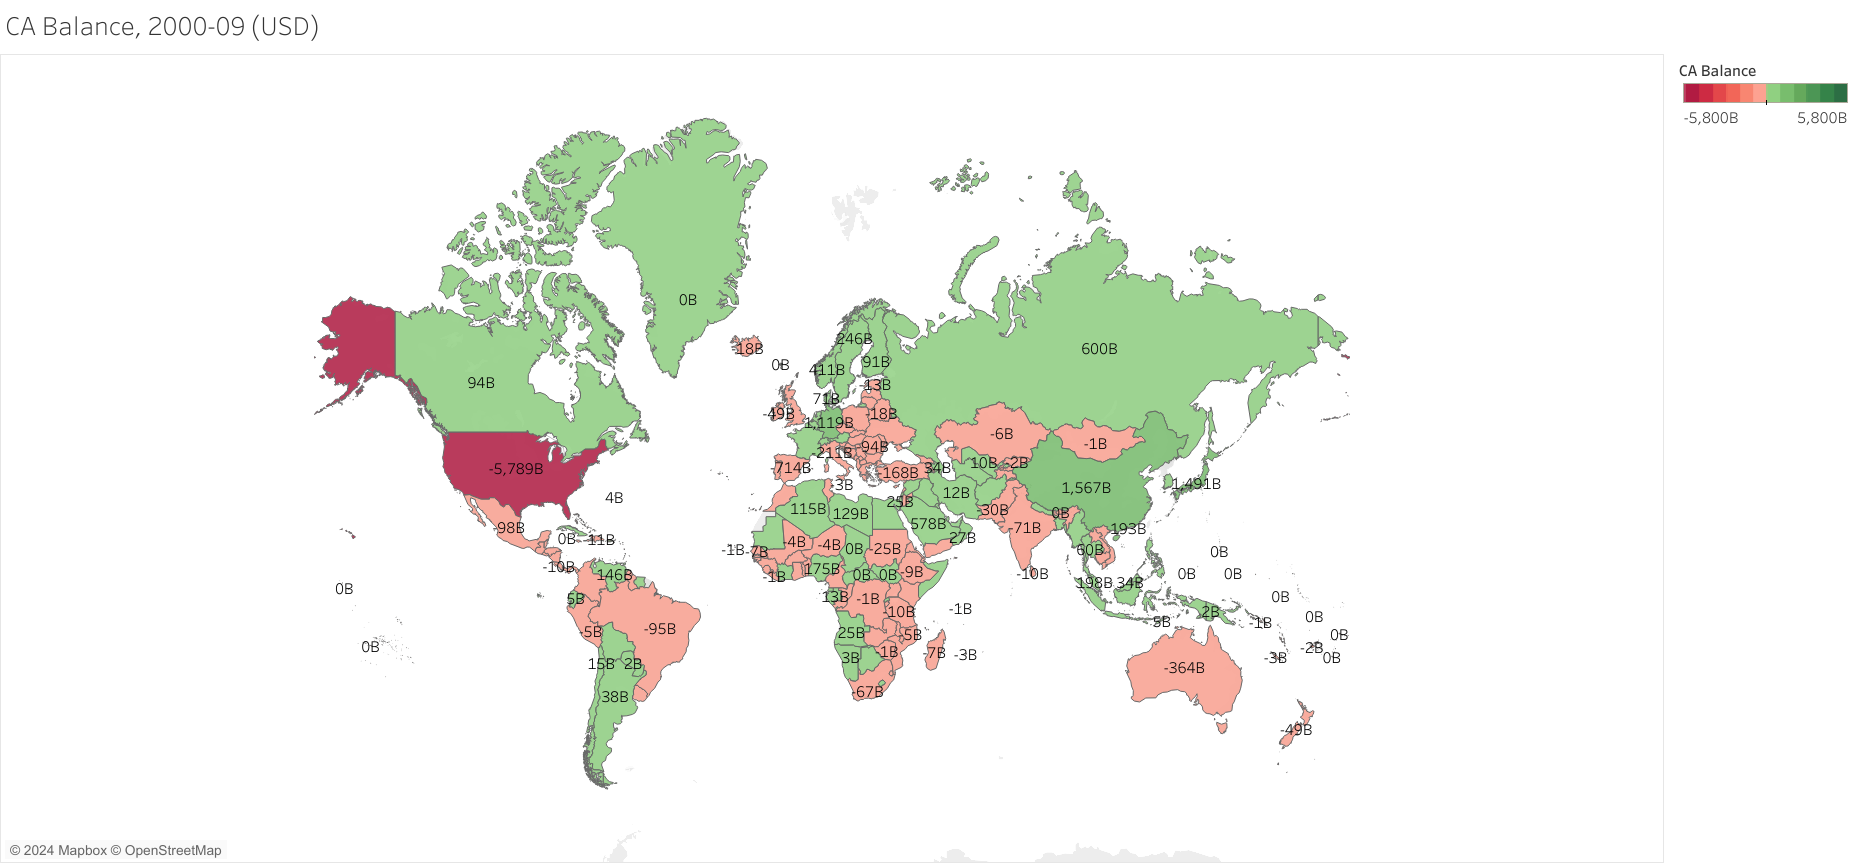 CA Balance, 2000-09 (USD)
CA Balance
-5,800B 5,800B
0B
600B
246B
-18B
0B
91B
411B
94B
-13B
71B
-49B
-18B
1,119B
-6B
-1B
94B
-211B
-5,789B
-714B
-168B
34B
10B
-2B
-3B
1,567B
1,491B
12B
4B
25B
115B
129B
30B
0B
578B
-98B
-71B
193B
0B
-11B
27B
-4B
-4B
0B
-25B
-1B
-7B
60B
0B
-10B
146B
-1B
175B
0B
0B
-9B
-10B
0B
0B
198B
34B
0B
5B
13B
-1B
-10B
-1B
0B
2B
0B
-5B
-1B
-5B
-95B
25B
-5B
0B
0B
-1B
-7B
-3B
-2B
3B
-3B
0B
15B
2B
-364B
-67B
38B
-49B
© 2024 Mapbox © OpenStreetMap